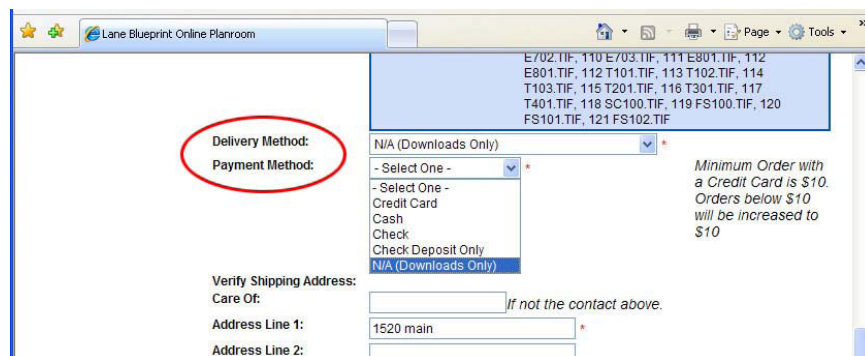 Lane Blueprint Online Planroom
Page
Tools
»
E702.TIF, 110 E703.TIF, 111 E801.TIF, 112
E801.TIF, 112 T101.TIF, 113 T102.TIF, 114
T103.TIF, 115 T201.TIF, 116 T301.TIF, 117
T401.TIF, 118 SC100.TIF, 119 FS100.TIF, 120
FS101.TIF, 121 FS102.TIF
Delivery Method: N/A (Downloads Only) *
Payment Method: - Select One - *
- Select One -
Credit Card
Cash
Check
Check Deposit Only
N/A (Downloads Only)
Minimum Order with
a Credit Card is $10.
Orders below $10
will be increased to
$10
Verify Shipping Address:
Care Of: If not the contact above.
Address Line 1: 1520 main *
Address Line 2: